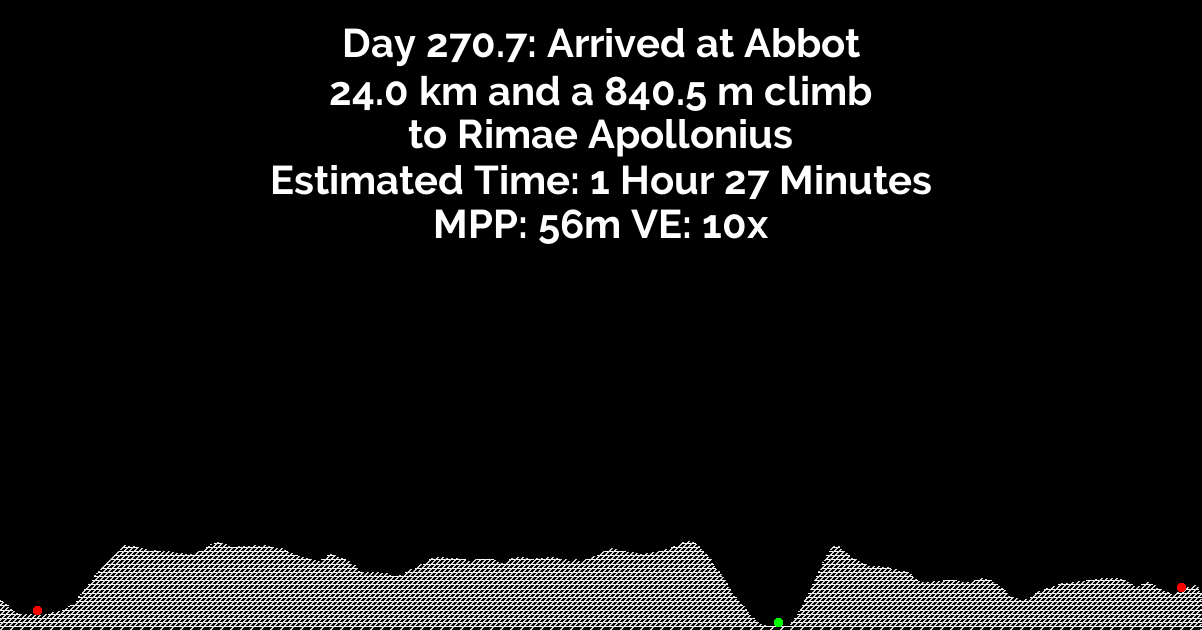 Day 270.7: Arrived at Abbot
24.0 km and a 840.5 m climb
to Rimae Apollonius
Estimated Time: 1 Hour 27 Minutes
MPP: 56m VE: 10x